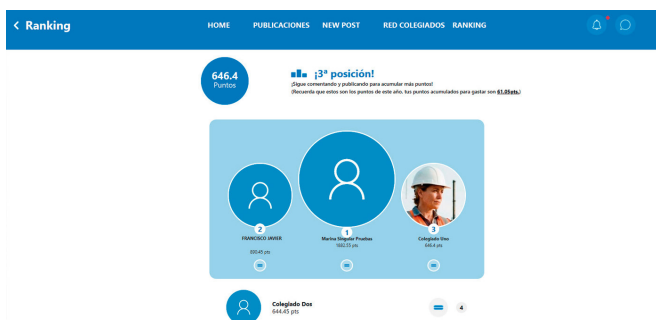 < Ranking
HOME PUBLICACIONES NEW POST RED COLEGIADOS RANKING
646.4
Puntos
¡3ª posición!
¡Sigue comentando y publicando para acumular más puntos!
(Recuerda que estos son los puntos de este año, tus puntos acumulados para gastar son 61.05pts.)
2
FRANCISCO JAVIER
1
Marina Singular Pruebas
3
Colegiado Uno
646.4 pts
Colegiado Dos
644.45 pts
4